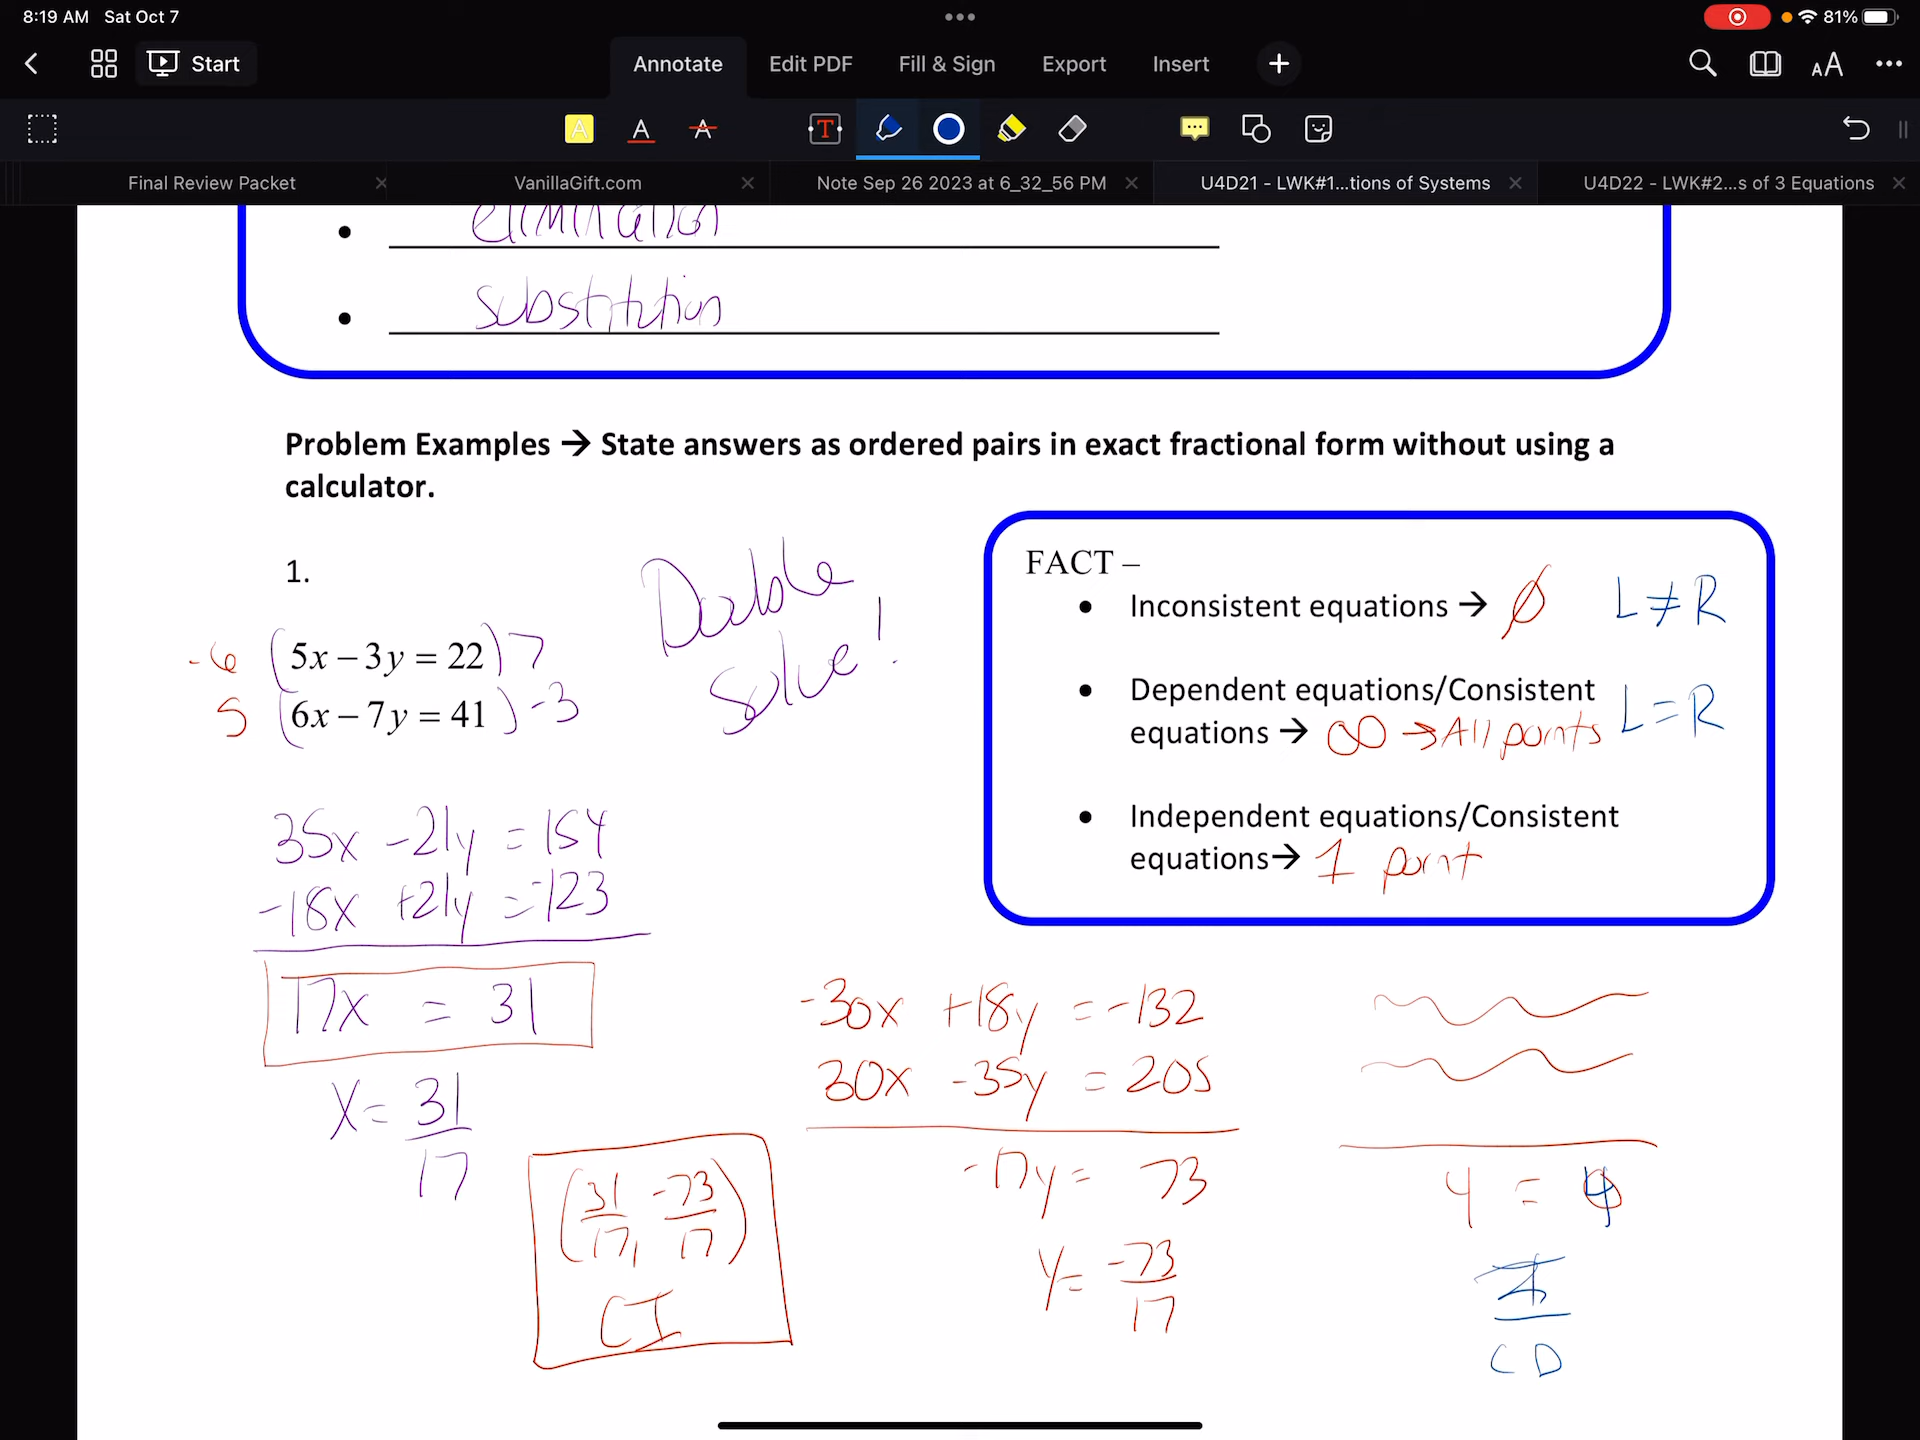 8:19 AM Sat Oct 7
81%
Start
Annotate
Edit PDF
Fill & Sign
Export
Insert
AA
A A A T
Final Review Packet
VanillaGift.com
Note Sep 26 2023 at 6_32_56 PM
U4D21 - LWK#1...tions of Systems
U4D22 - LWK#2...s of 3 Equations
• elimination
• substitution
Problem Examples → State answers as ordered pairs in exact fractional form without using a
calculator.
1.
Double
Solve!
-6 (5x − 3y = 22) 7
5 (6x − 7y = 41) -3
35x -21y = 154
-18x +21y = -123
17x = 31
x = 31/17
(31/17, -73/17)
CI
FACT –
• Inconsistent equations → ∅ L ≠ R
• Dependent equations/Consistent
equations → ∞ → All points L = R
• Independent equations/Consistent
equations→ 1 point
-30x +18y = -132
30x -35y = 205
-17y = 73
y = -73/17
4 = 4
CD